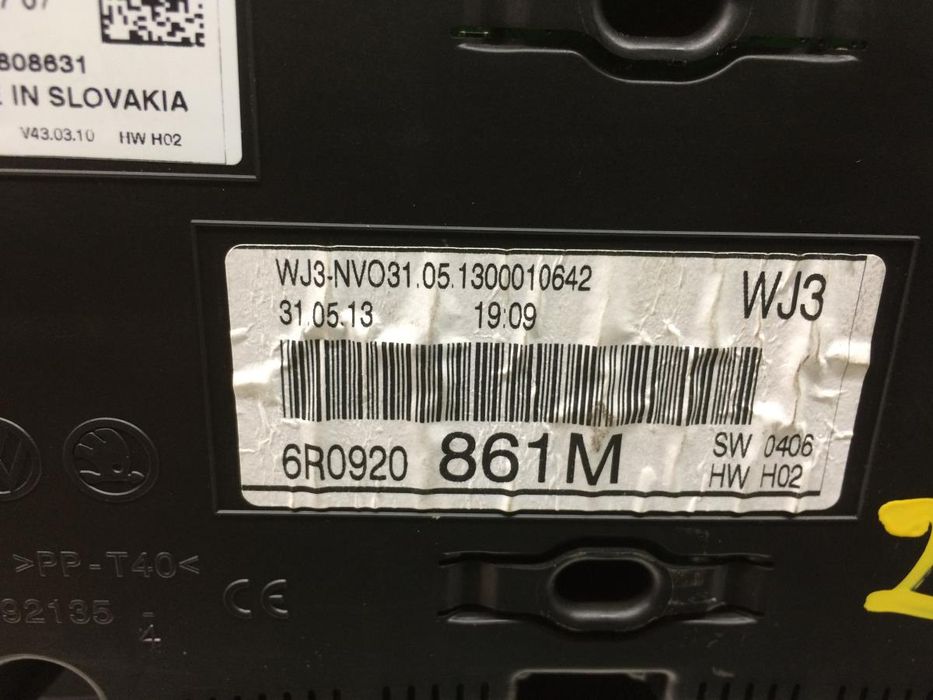 808631
IN SLOVAKIA
V43.03.10 HW H02
WJ3-NVO31.05.1300010642
WJ3
31.05.13 19:09
6R0920 861M
SW 0406
HW H02
>PP-T40<
92135 -
4
CE